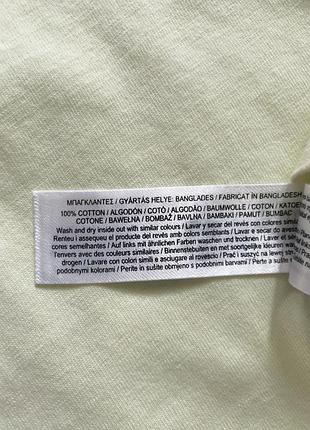 ΜΠΑΓΚΛΑΝΤΕΣ / GYÁRTÁS HELYE: BANGLADES / FABRICAT ÎN BANGLADESH
100% COTTON / ALGODÓN / COTÓ / ALGODÃO / BAUMWOLLE / COTON / KATOE
COTONE / BAWEŁNA / BOMBAŽ / BAVLNA / BAMBAKI / PAMUT / BUMBAC
Wash and dry inside out with similar colours / Lavar y secar del revés con colores similares
Renteu i assequeu el producte del revés amb colors semblants / Lavar e secar do avesso
cores semelhantes / Auf links mit ähnlichen Farben waschen und trocknen /
l'envers avec de couleurs similaires / Binnenstebuiten en met soortgelijke kleuren
drogen / Lavare con colori simili e asciugare al rovescio / Prać i suszyć na lewej stronie
podobnymi kolorami / Perite in sušite obrnjeno s podobnimi barvami / Perte a sušte